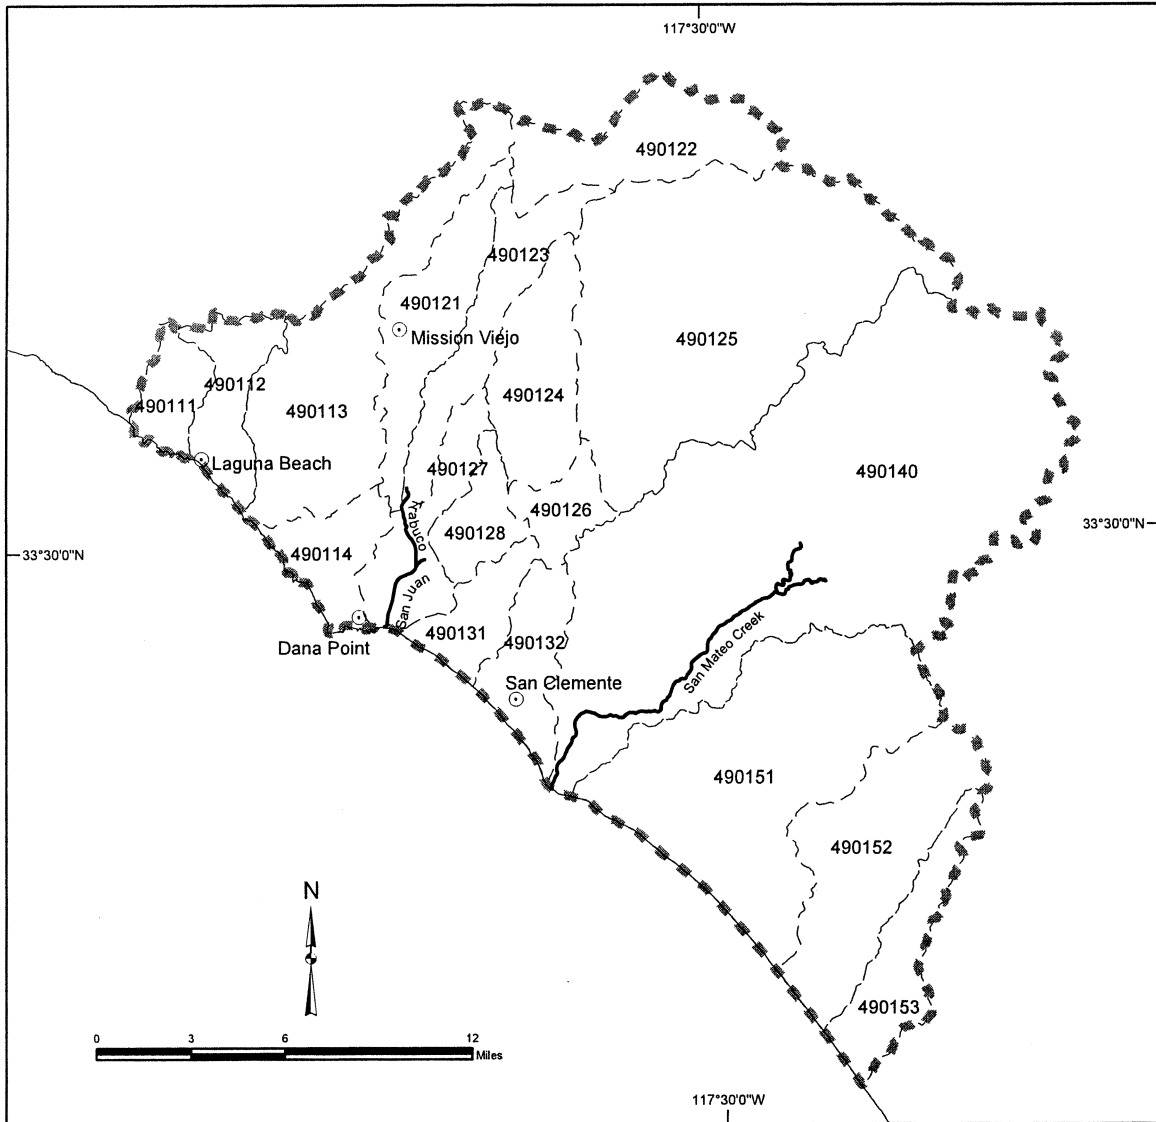 117°30'0"W
490122
490123
490121
Mission Viejo
490125
490112
490124
490111
490113
Laguna Beach
490127
490140
490126
Trabuco
490128
33°30'0"N
33°30'0"N
490114
San Juan
490131
490132
Dana Point
San Mateo Creek
San Clemente
490151
490152
N
490153
0 3 6 12
Miles
117°30'0"W